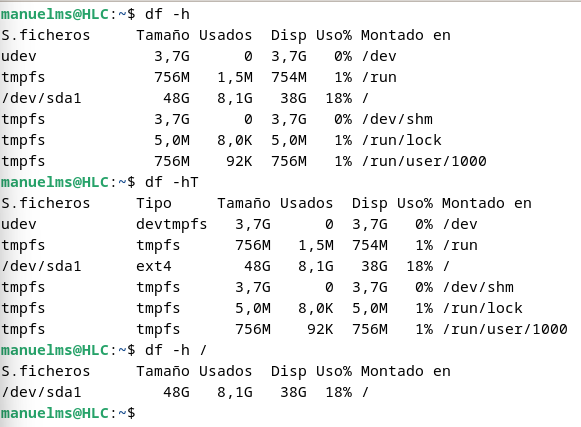 manuelms@HLC:~$ df -h
S.ficheros     Tamaño Usados  Disp Uso% Montado en
udev             3,7G      0  3,7G   0% /dev
tmpfs            756M   1,5M  754M   1% /run
/dev/sda1         48G   8,1G   38G  18% /
tmpfs            3,7G      0  3,7G   0% /dev/shm
tmpfs            5,0M   8,0K  5,0M   1% /run/lock
tmpfs            756M    92K  756M   1% /run/user/1000
manuelms@HLC:~$ df -hT
S.ficheros     Tipo     Tamaño Usados  Disp Uso% Montado en
udev           devtmpfs   3,7G      0  3,7G   0% /dev
tmpfs          tmpfs      756M   1,5M  754M   1% /run
/dev/sda1      ext4        48G   8,1G   38G  18% /
tmpfs          tmpfs      3,7G      0  3,7G   0% /dev/shm
tmpfs          tmpfs      5,0M   8,0K  5,0M   1% /run/lock
tmpfs          tmpfs      756M    92K  756M   1% /run/user/1000
manuelms@HLC:~$ df -h /
S.ficheros     Tamaño Usados  Disp Uso% Montado en
/dev/sda1         48G   8,1G   38G  18% /
manuelms@HLC:~$